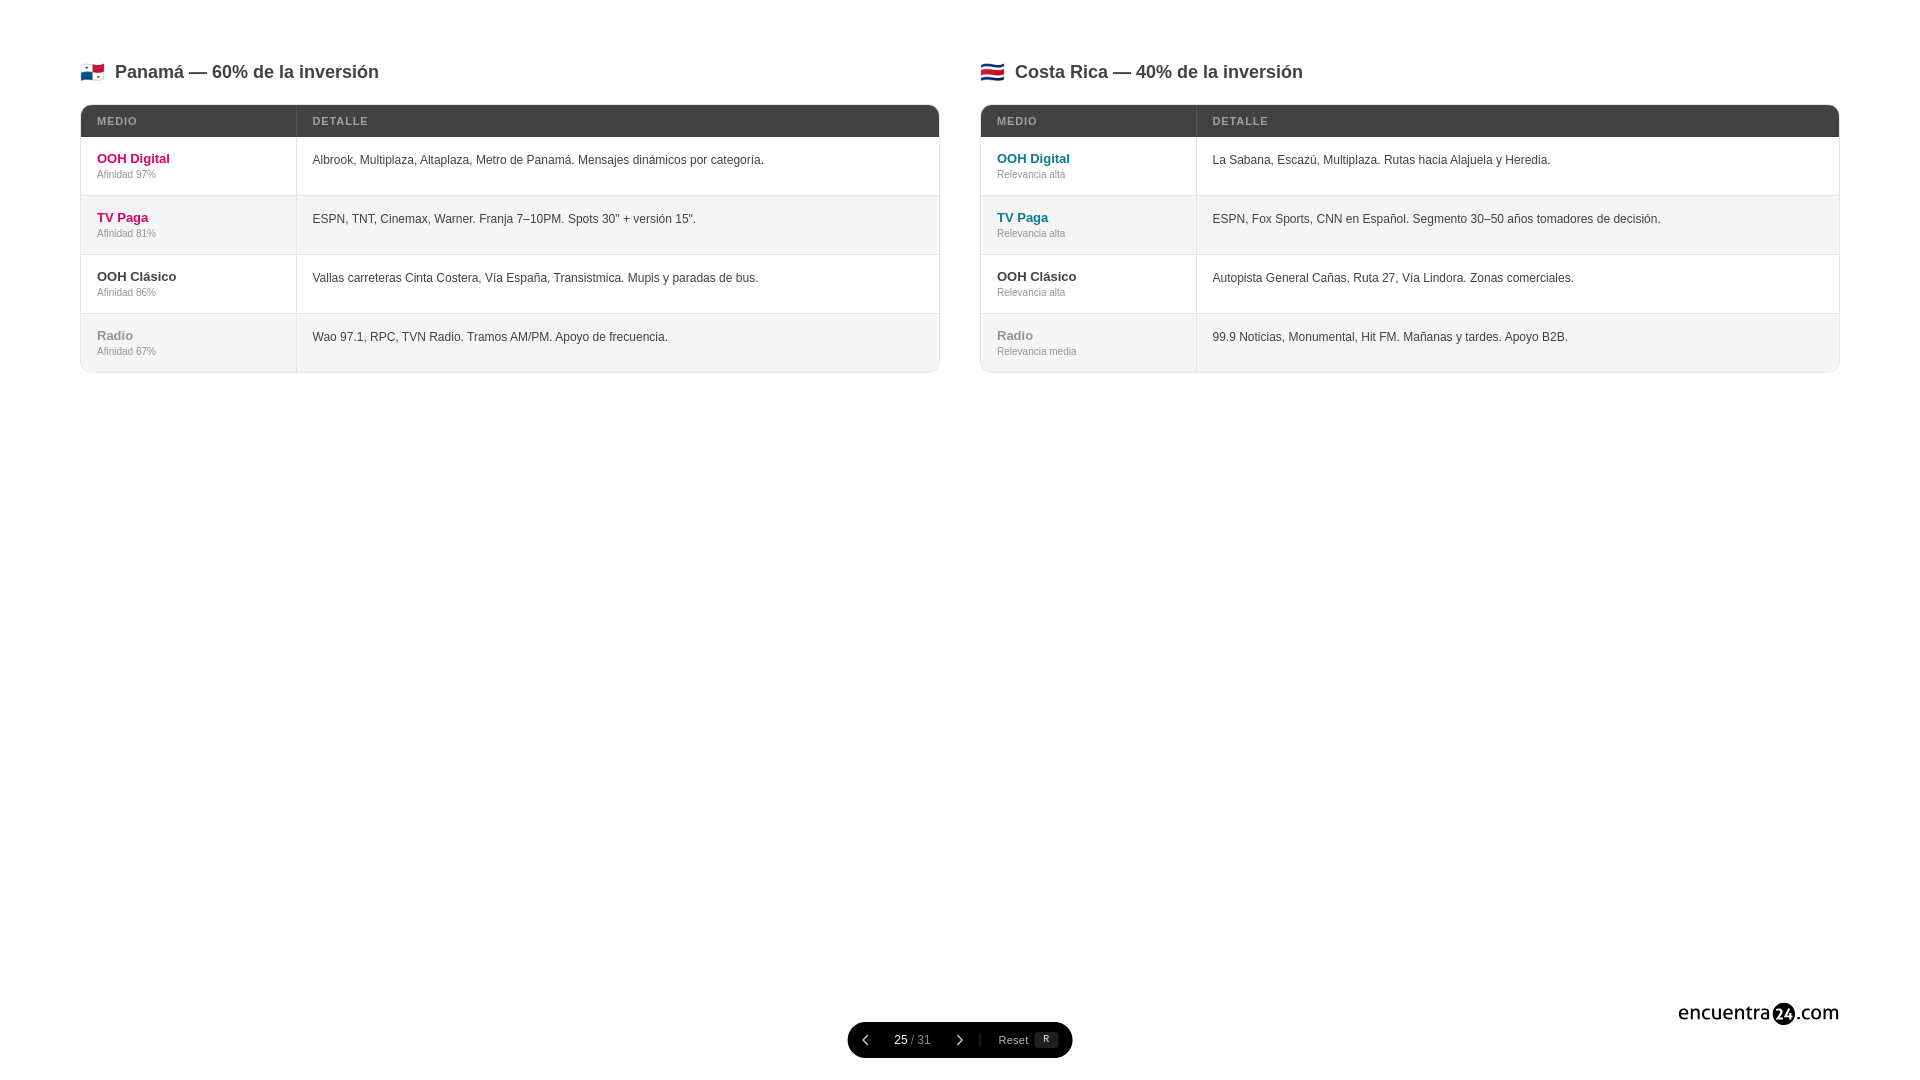 Panamá — 60% de la inversión
MEDIO DETALLE
OOH Digital
Afinidad 97%
Albrook, Multiplaza, Altaplaza, Metro de Panamá. Mensajes dinámicos por categoría.
TV Paga
Afinidad 81%
ESPN, TNT, Cinemax, Warner. Franja 7–10PM. Spots 30" + versión 15".
OOH Clásico
Afinidad 86%
Vallas carreteras Cinta Costera, Vía España, Transistmica. Mupis y paradas de bus.
Radio
Afinidad 67%
Wao 97.1, RPC, TVN Radio. Tramos AM/PM. Apoyo de frecuencia.
Costa Rica — 40% de la inversión
MEDIO DETALLE
OOH Digital
Relevancia alta
La Sabana, Escazú, Multiplaza. Rutas hacia Alajuela y Heredia.
TV Paga
Relevancia alta
ESPN, Fox Sports, CNN en Español. Segmento 30–50 años tomadores de decisión.
OOH Clásico
Relevancia alta
Autopista General Cañas, Ruta 27, Vía Lindora. Zonas comerciales.
Radio
Relevancia media
99.9 Noticias, Monumental, Hit FM. Mañanas y tardes. Apoyo B2B.
encuentra24.com
25 / 31 Reset R